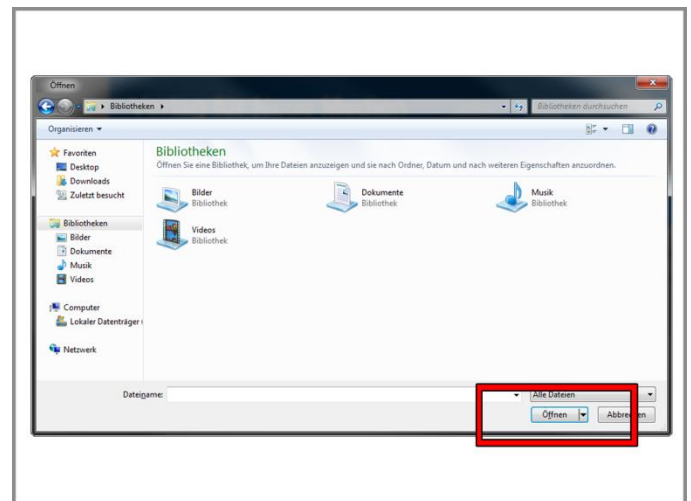 Öffnen
Bibliotheken
Bibliotheken durchsuchen
Organisieren
Favoriten
Desktop
Downloads
Zuletzt besucht
Bibliotheken
Bilder
Dokumente
Musik
Videos
Computer
Lokaler Datenträger
Netzwerk
Bibliotheken
Öffnen Sie eine Bibliothek, um Ihre Dateien anzuzeigen und sie nach Ordner, Datum und nach weiteren Eigenschaften anzuordnen.
Bilder
Bibliothek
Dokumente
Bibliothek
Musik
Bibliothek
Videos
Bibliothek
Dateiname:
Alle Dateien
Öffnen
Abbrechen